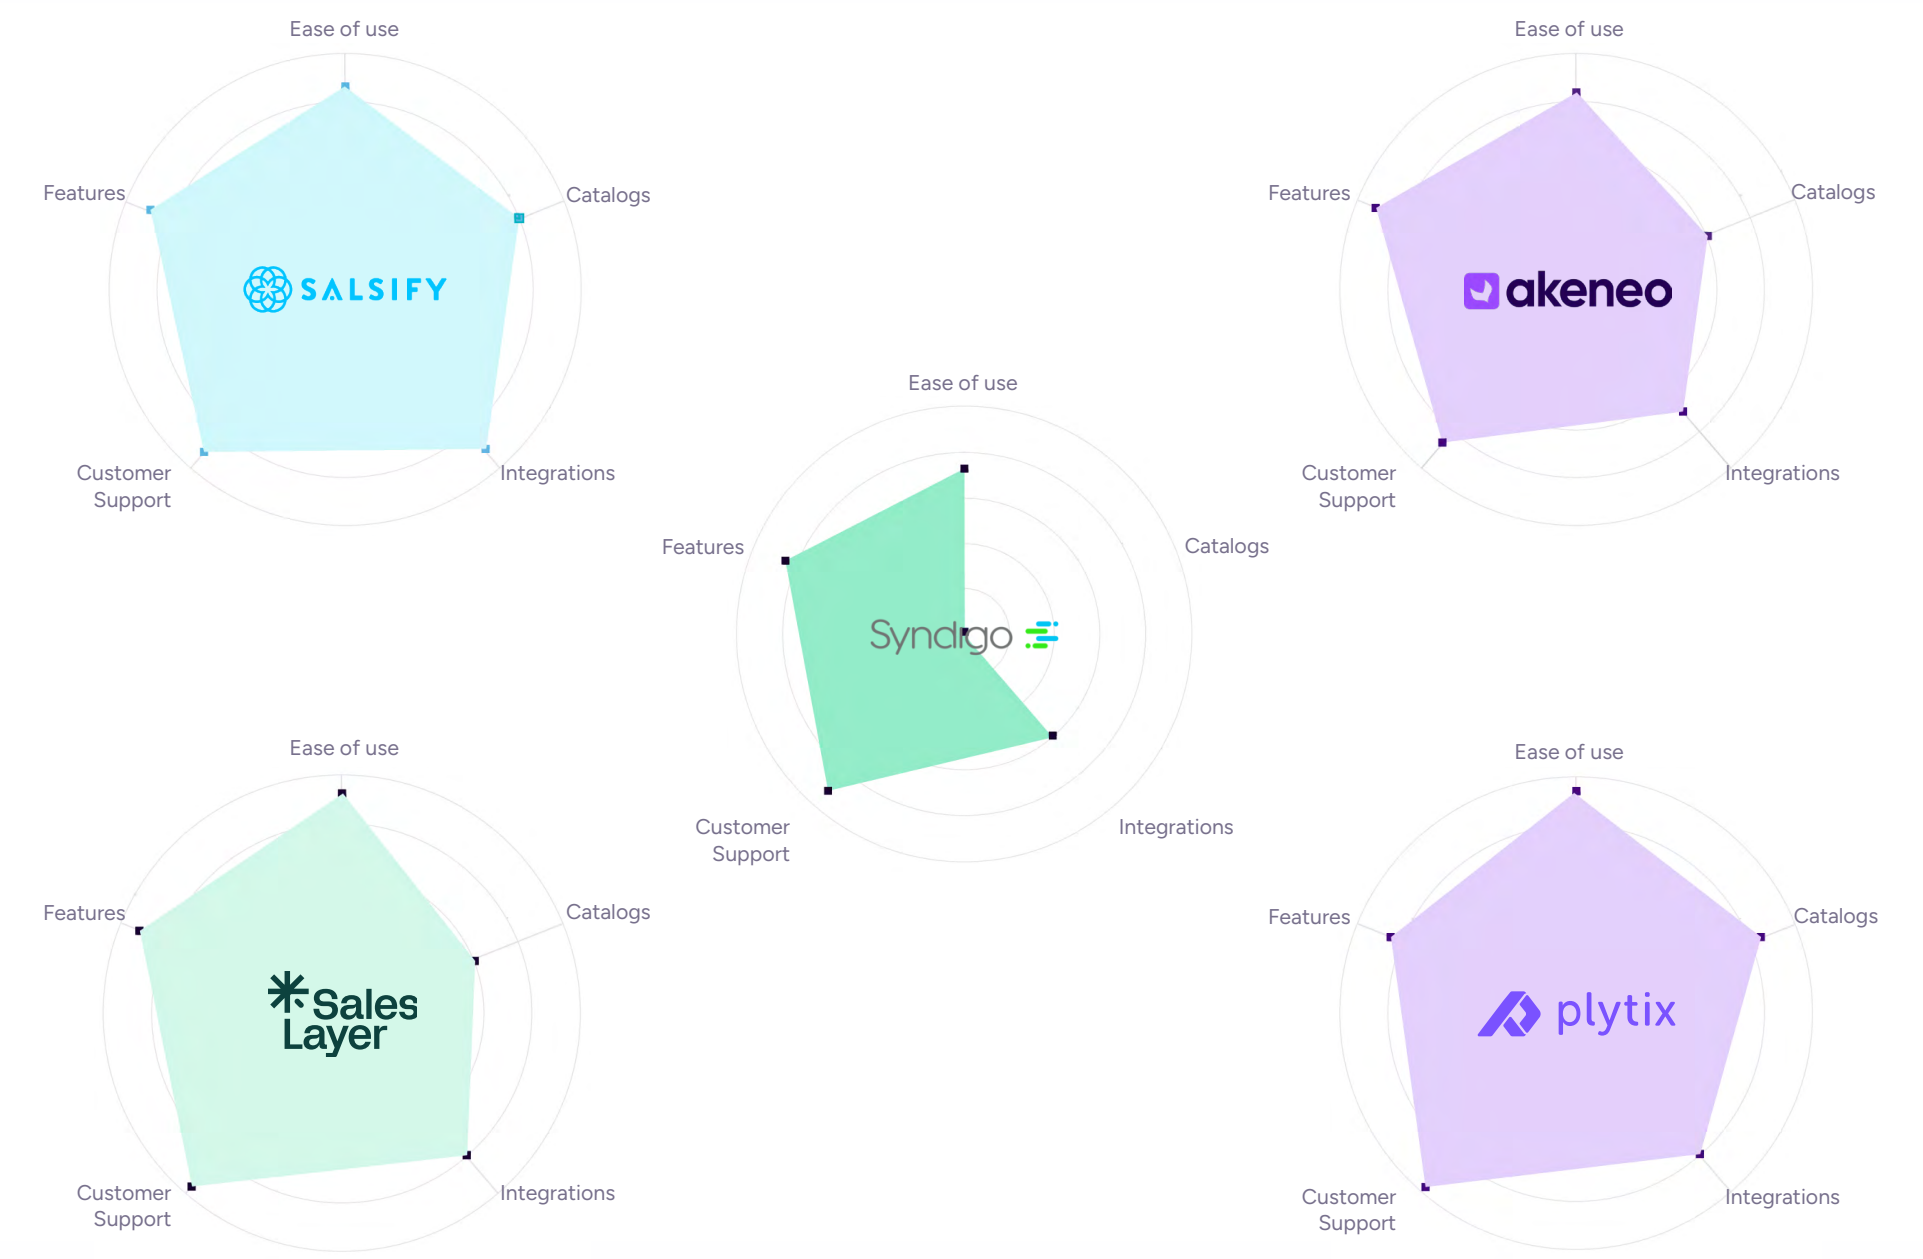 Ease of use
Features
Catalogs
SALSIFY
Customer
Support
Integrations
Ease of use
Features
Catalogs
akeneo
Customer
Support
Integrations
Ease of use
Features
Catalogs
Syndigo
Customer
Support
Integrations
Ease of use
Features
Catalogs
Sales
Layer
Customer
Support
Integrations
Ease of use
Features
Catalogs
plytix
Customer
Support
Integrations